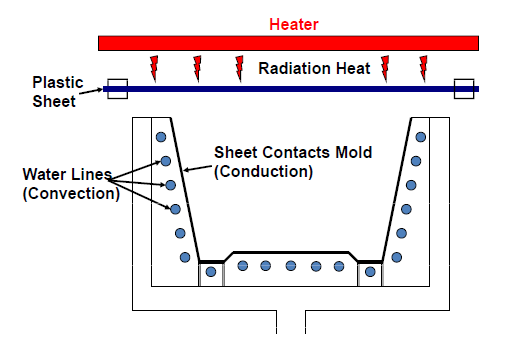 Heater
Radiation Heat
Plastic
Sheet
Sheet Contacts Mold
(Conduction)
Water Lines
(Convection)